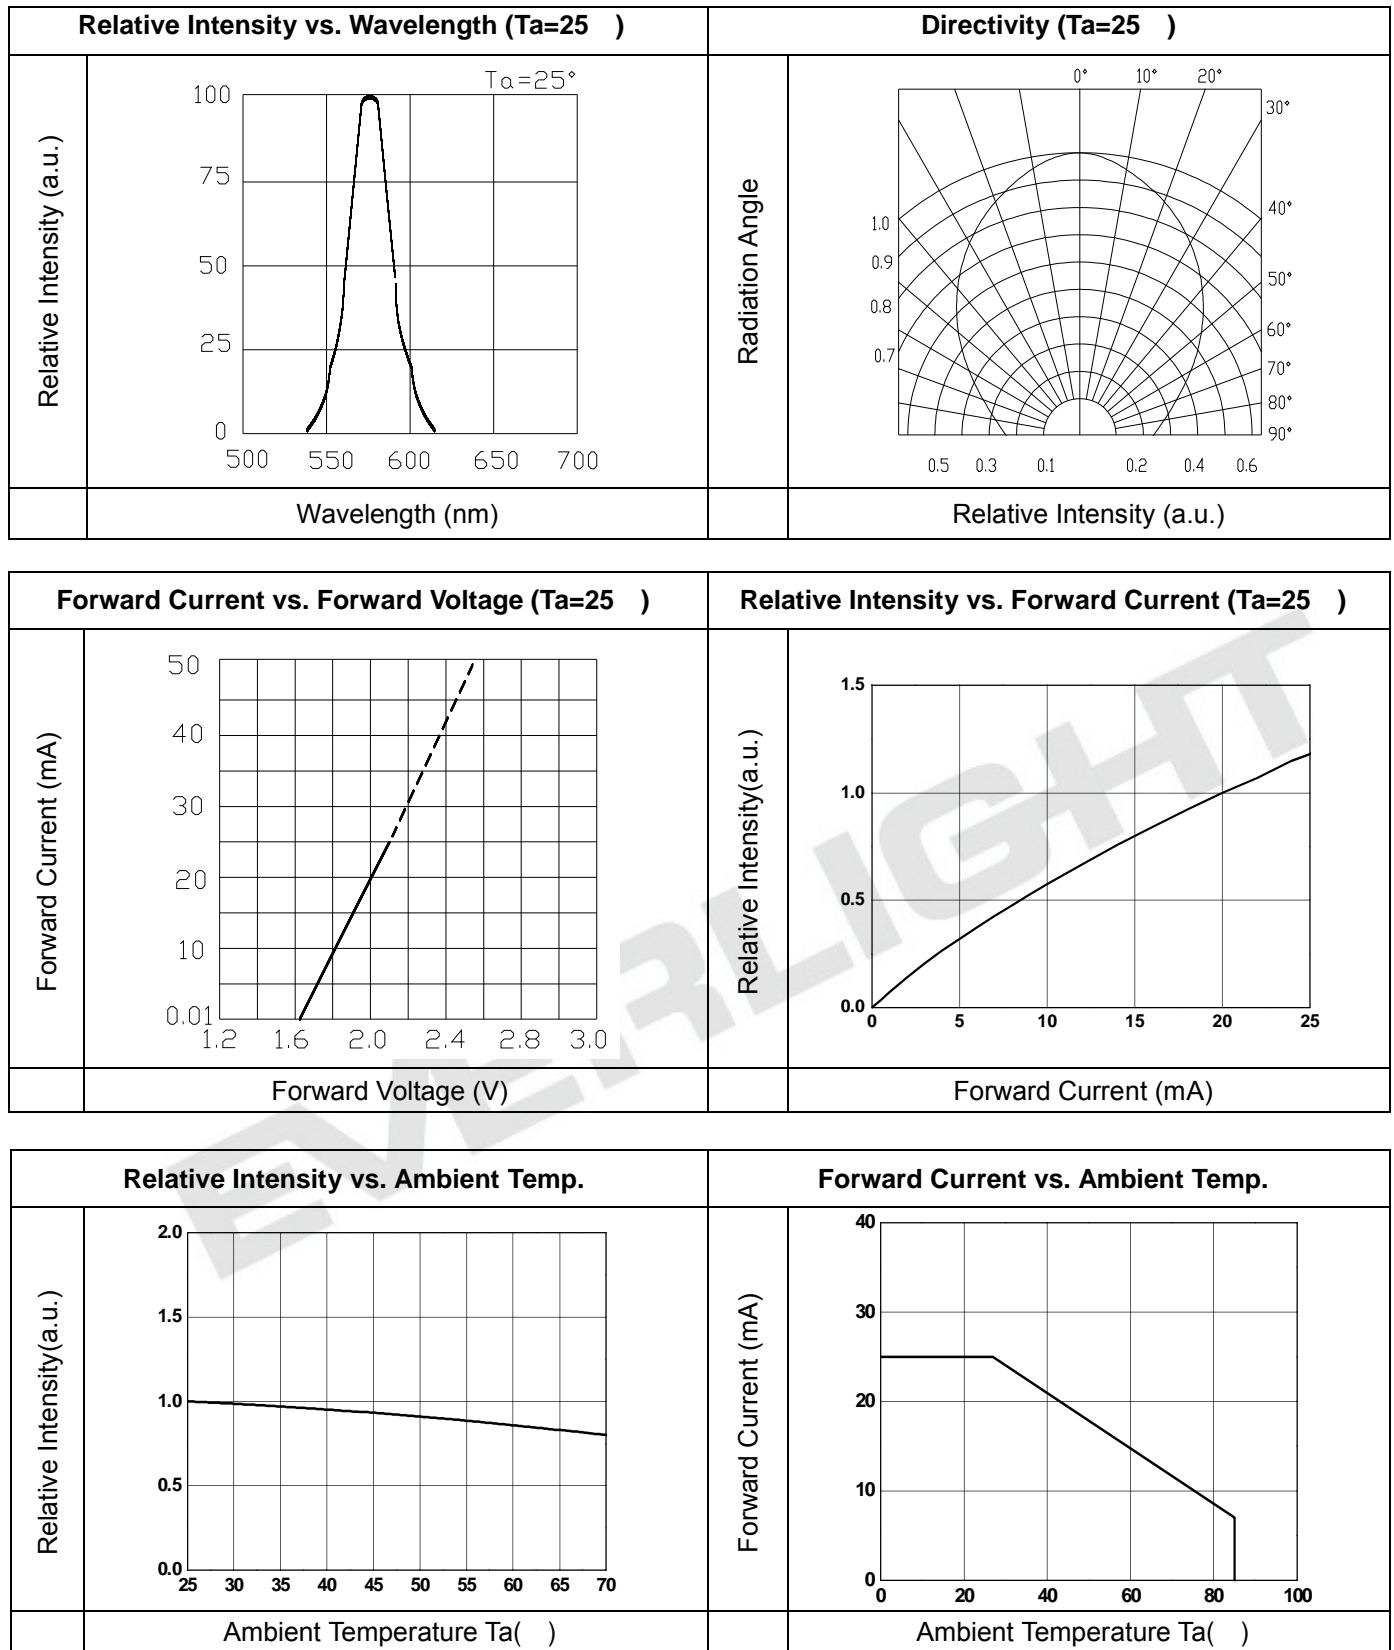 Relative Intensity vs. Wavelength (Ta=25 )
Directivity (Ta=25 )
Relative Intensity (a.u.)
Ta=25°
100
75
50
25
0
500 550 600 650 700
Wavelength (nm)
Radiation Angle
0° 10° 20°
30°
40°
50°
60°
70°
80°
90°
1.0
0.9
0.8
0.7
0.5 0.3 0.1 0.2 0.4 0.6
Relative Intensity (a.u.)
Forward Current vs. Forward Voltage (Ta=25 )
Relative Intensity vs. Forward Current (Ta=25 )
Forward Current (mA)
50
40
30
20
10
0.01
1.2 1.6 2.0 2.4 2.8 3.0
Forward Voltage (V)
Relative Intensity(a.u.)
1.5
1.0
0.5
0.0
0 5 10 15 20 25
Forward Current (mA)
EVERLIGHT
Relative Intensity vs. Ambient Temp.
Forward Current vs. Ambient Temp.
Relative Intensity(a.u.)
2.0
1.5
1.0
0.5
0.0
25 30 35 40 45 50 55 60 65 70
Ambient Temperature Ta( )
Forward Current (mA)
40
30
20
10
0
0 20 40 60 80 100
Ambient Temperature Ta( )